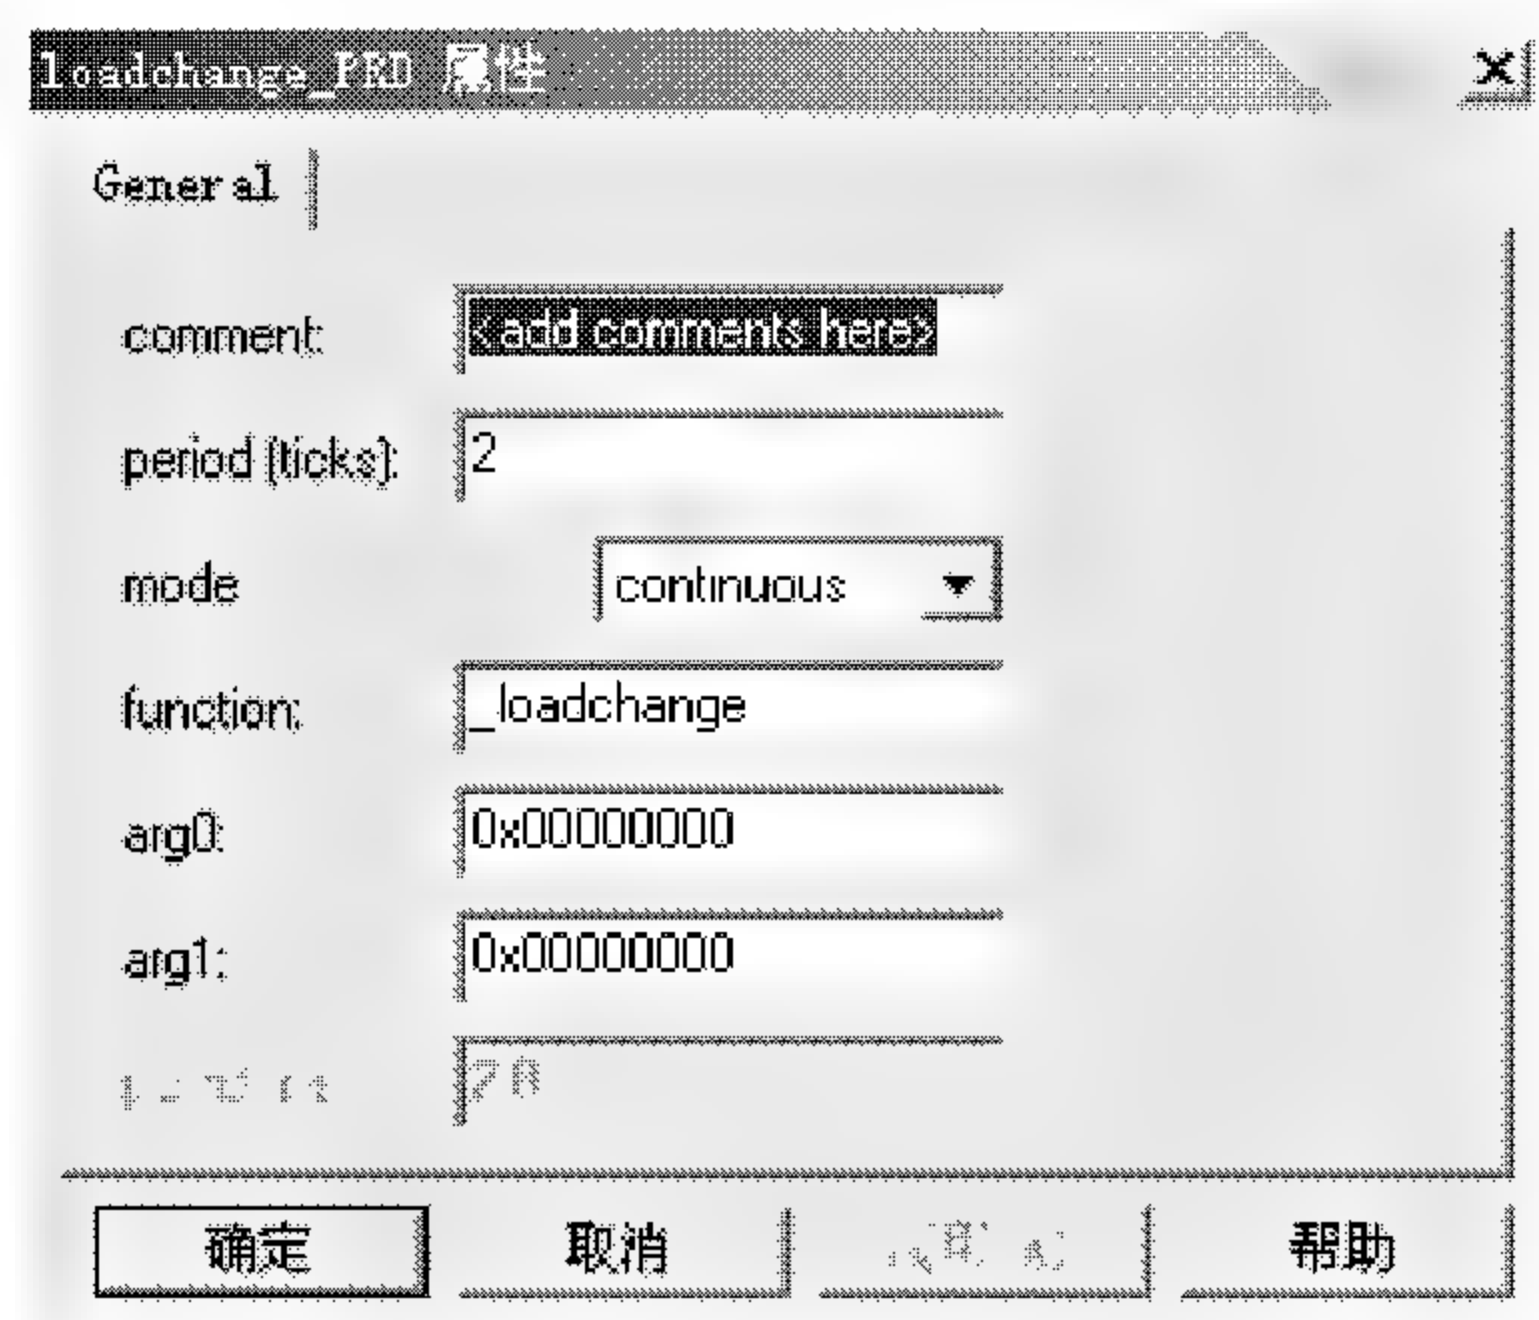 loadchange_PRD 属性
General
comment: <add comments here>
period (ticks): 2
mode continuous
function: _loadchange
arg0: 0x00000000
arg1: 0x00000000
确定 取消 帮助